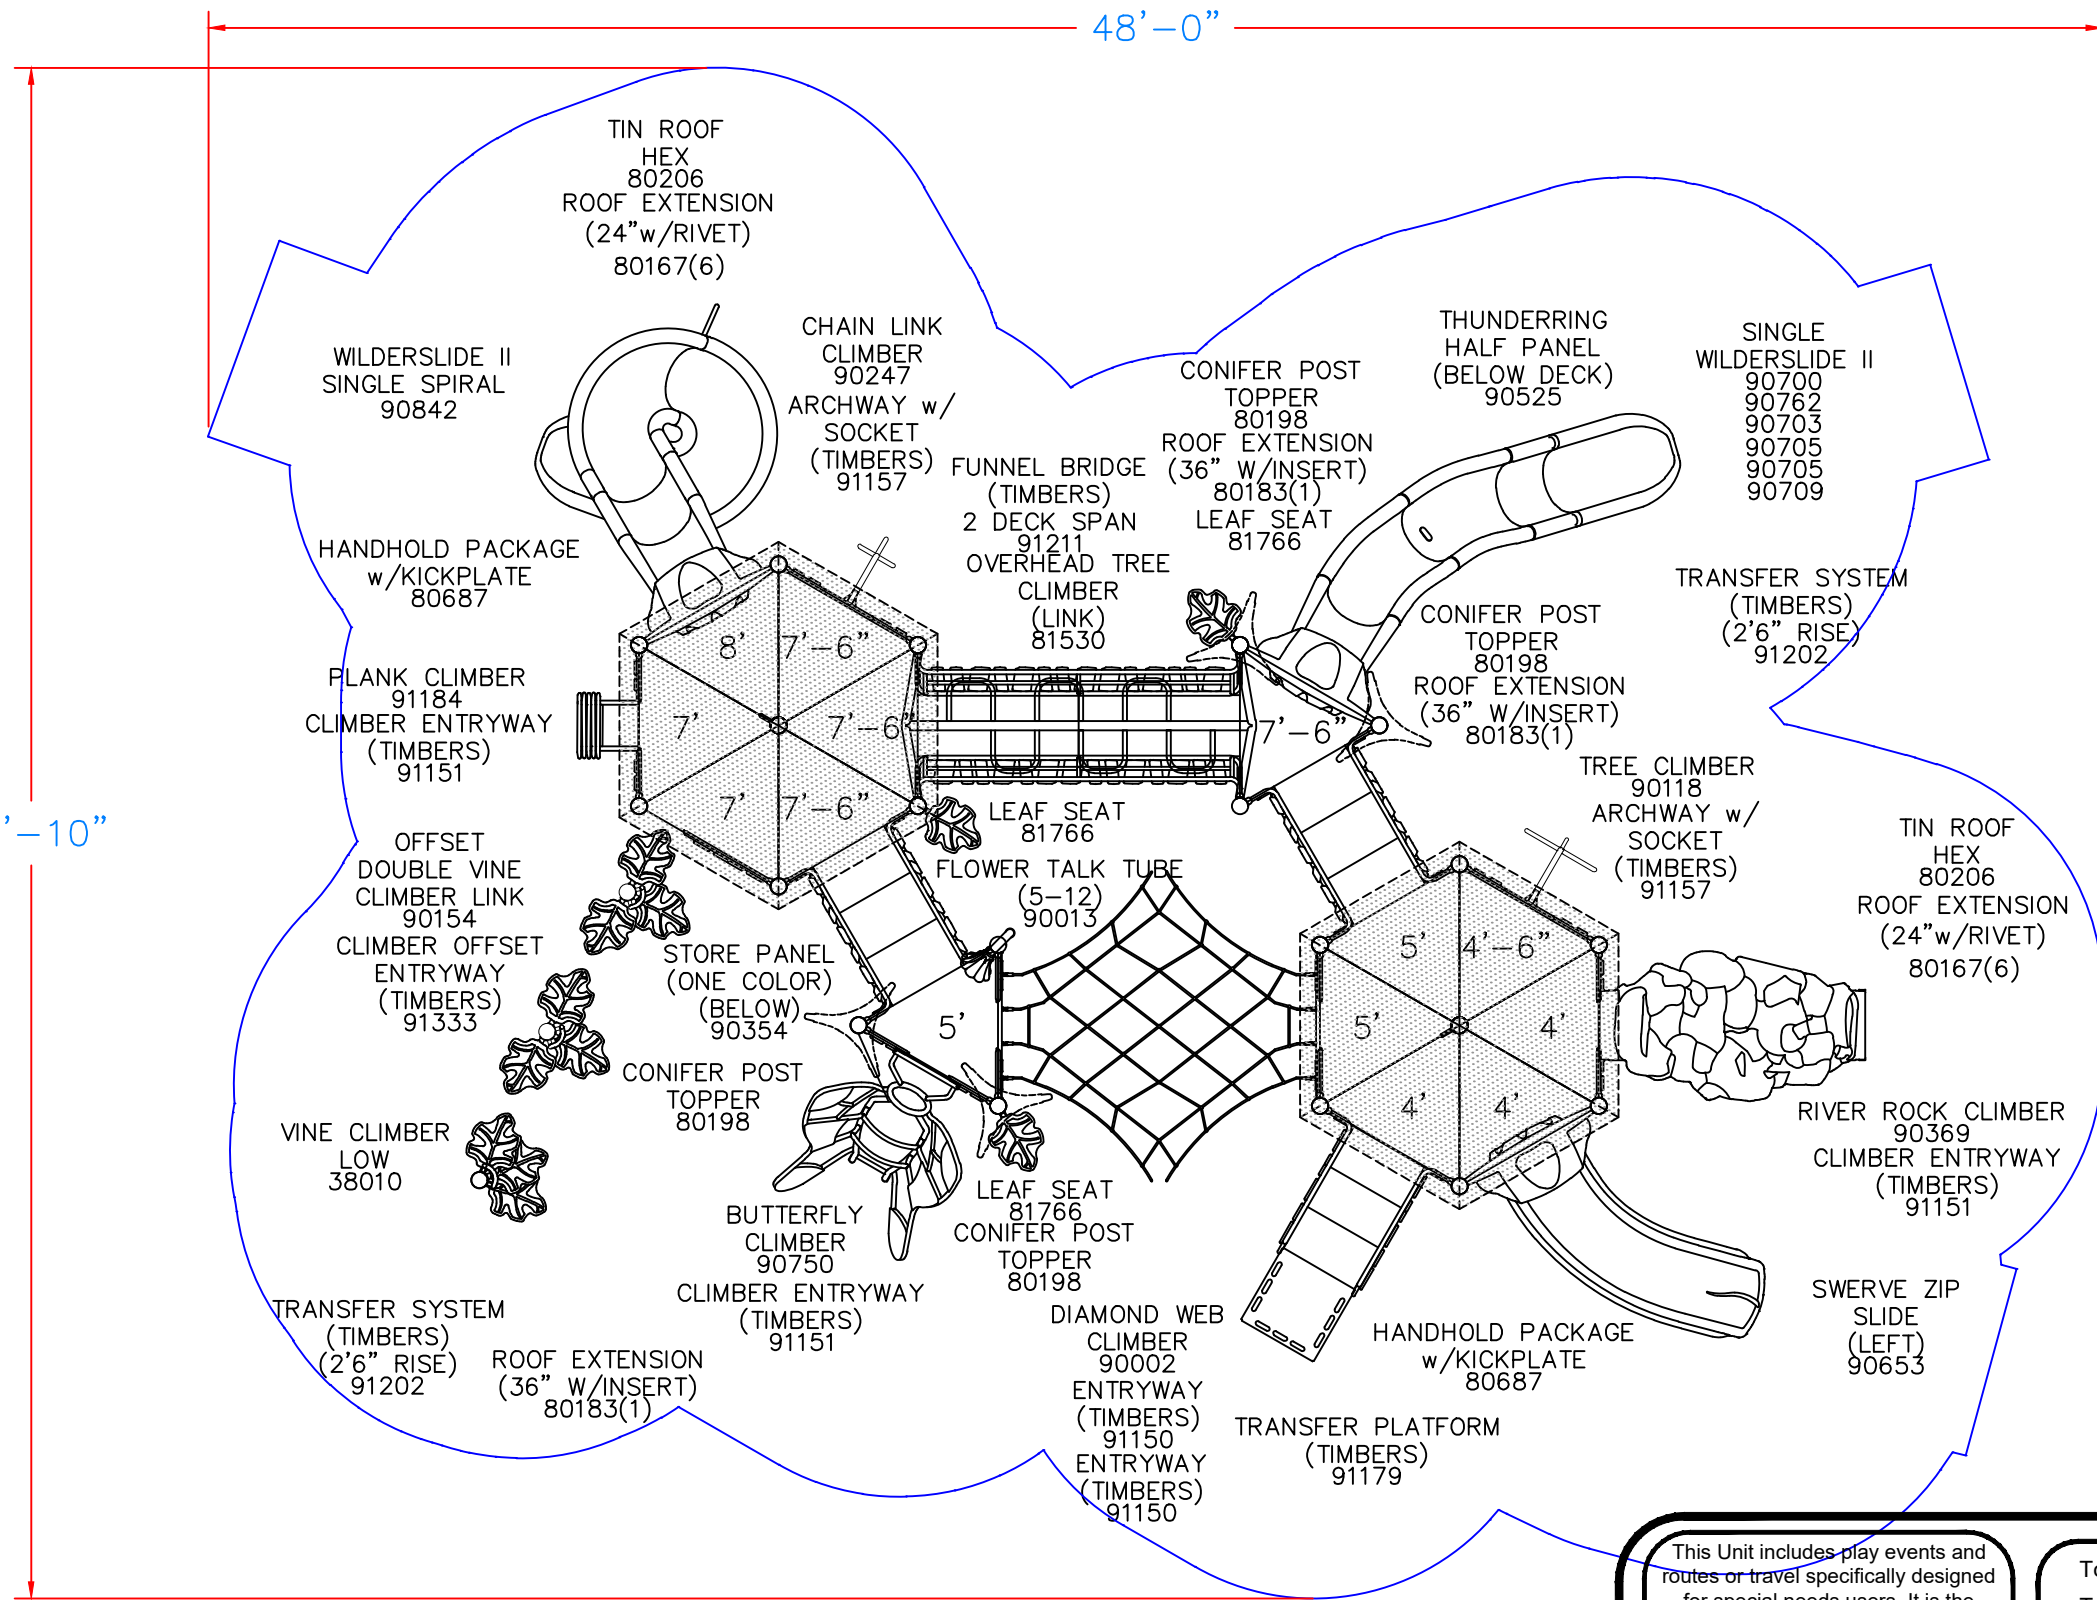 48'-0"
'-10"
TIN ROOF
HEX
80206
ROOF EXTENSION
(24"w/RIVET)
80167(6)
WILDERSLIDE II
SINGLE SPIRAL
90842
CHAIN LINK
CLIMBER
90247
ARCHWAY w/
SOCKET
(TIMBERS)
91157
FUNNEL BRIDGE
(TIMBERS)
2 DECK SPAN
91211
OVERHEAD TREE
CLIMBER
(LINK)
81530
CONIFER POST
TOPPER
80198
ROOF EXTENSION
(36" W/INSERT)
80183(1)
LEAF SEAT
81766
THUNDERRING
HALF PANEL
(BELOW DECK)
90525
SINGLE
WILDERSLIDE II
90700
90762
90703
90705
90705
90709
HANDHOLD PACKAGE
w/KICKPLATE
80687
TRANSFER SYSTEM
(TIMBERS)
(2'6" RISE)
91202
CONIFER POST
TOPPER
80198
ROOF EXTENSION
(36" W/INSERT)
80183(1)
PLANK CLIMBER
91184
CLIMBER ENTRYWAY
(TIMBERS)
91151
8'
7'-6"
7'
7'-6"
7'
7'-6"
7'-6"
TREE CLIMBER
90118
ARCHWAY w/
SOCKET
(TIMBERS)
91157
LEAF SEAT
81766
FLOWER TALK TUBE
(5-12)
90013
OFFSET
DOUBLE VINE
CLIMBER LINK
90154
CLIMBER OFFSET
ENTRYWAY
(TIMBERS)
91333
TIN ROOF
HEX
80206
ROOF EXTENSION
(24"w/RIVET)
80167(6)
STORE PANEL
(ONE COLOR)
(BELOW)
90354
5'
5'
4'-6"
5'
4'
4'
4'
CONIFER POST
TOPPER
80198
VINE CLIMBER
LOW
38010
RIVER ROCK CLIMBER
90369
CLIMBER ENTRYWAY
(TIMBERS)
91151
LEAF SEAT
81766
CONIFER POST
TOPPER
80198
BUTTERFLY
CLIMBER
90750
CLIMBER ENTRYWAY
(TIMBERS)
91151
TRANSFER SYSTEM
(TIMBERS)
(2'6" RISE)
91202
ROOF EXTENSION
(36" W/INSERT)
80183(1)
DIAMOND WEB
CLIMBER
90002
ENTRYWAY
(TIMBERS)
91150
ENTRYWAY
(TIMBERS)
91150
HANDHOLD PACKAGE
w/KICKPLATE
80687
SWERVE ZIP
SLIDE
(LEFT)
90653
TRANSFER PLATFORM
(TIMBERS)
91179
This Unit includes play events and
routes or travel specifically designed
for special needs users. It is the